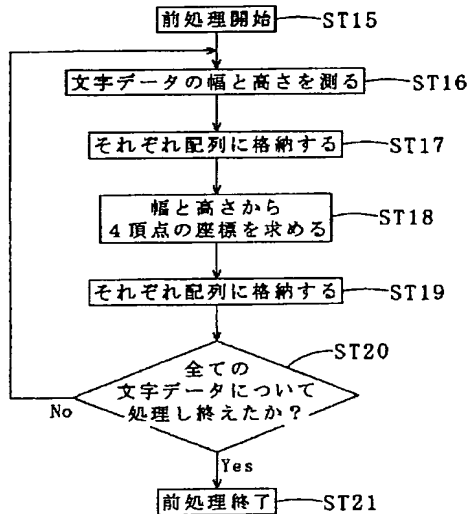 前処理開始 ST15
文字データの幅と高さを測る ST16
それぞれ配列に格納する ST17
幅と高さから
4頂点の座標を求める ST18
それぞれ配列に格納する ST19
ST20
全ての
文字データについて
処理し終えたか?
No
Yes
前処理終了 ST21